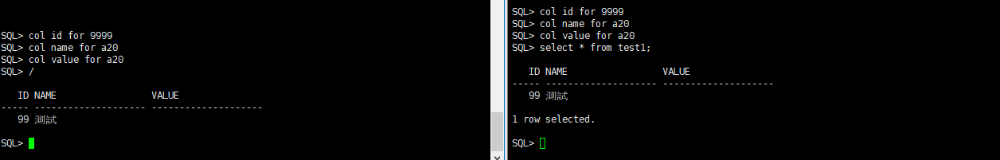 SQL> col id for 9999
SQL> col name for a20
SQL> col value for a20
SQL> /
   ID NAME                 VALUE
----- -------------------- --------------------
   99 測試
SQL>
SQL> col id for 9999
SQL> col name for a20
SQL> col value for a20
SQL> select * from test1;
   ID NAME                 VALUE
----- -------------------- --------------------
   99 測試
1 row selected.
SQL>